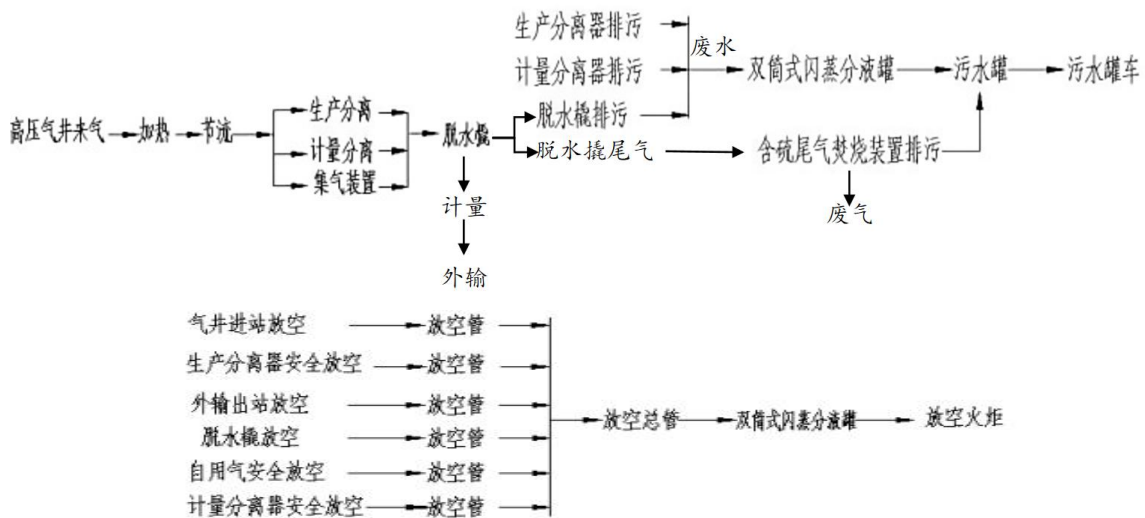 生产分离器排污
废水
计量分离器排污
双筒式闪蒸分液罐
污水罐
污水罐车
高压气井来气
加热
节流
生产分离
计量分离
集气装置
脱水橇
脱水橇排污
脱水撬尾气
含硫尾气焚烧装置排污
计量
废气
外输
气井进站放空
放空管
生产分离器安全放空
放空管
外输出站放空
放空管
放空总管
双筒式闪蒸分液罐
放空火炬
脱水橇放空
放空管
自用气安全放空
放空管
计量分离器安全放空
放空管